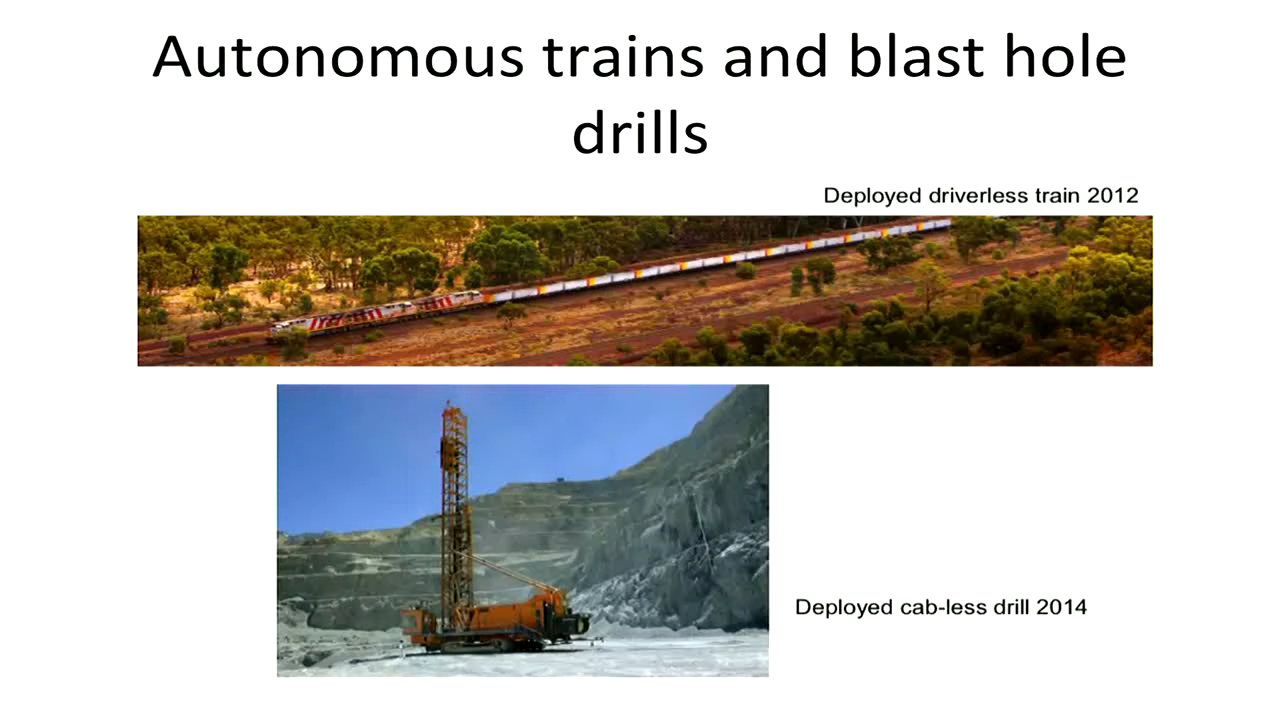 Autonomous trains and blast hole
drills
Deployed driverless train 2012
Deployed cab-less drill 2014